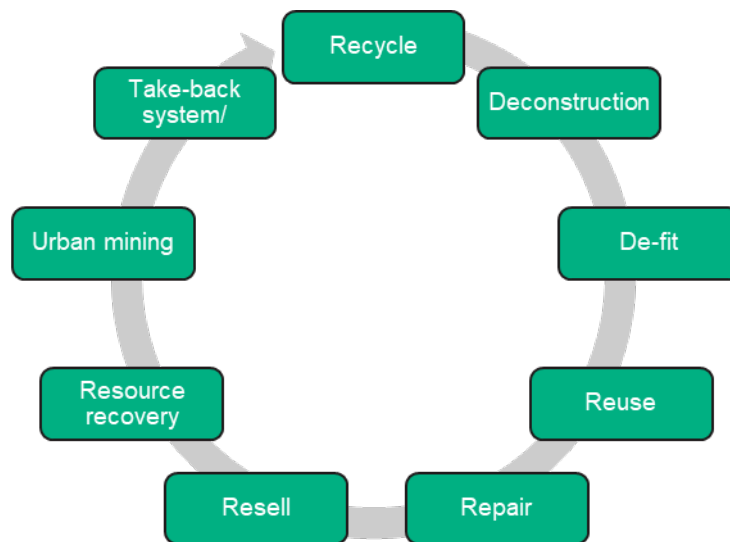 Recycle
Deconstruction
De-fit
Reuse
Repair
Resell
Resource
recovery
Urban mining
Take-back
system/